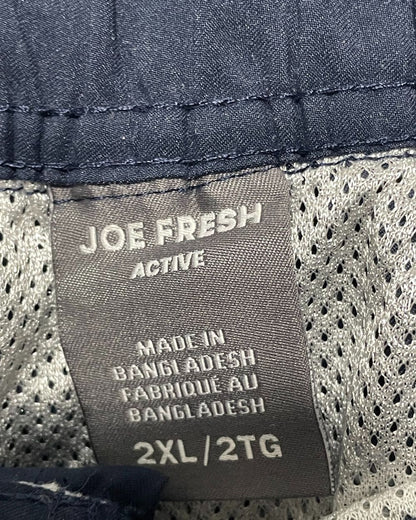 JOE FRESH
ACTIVE
MADE IN
BANGLADESH
FABRIQUÉ AU
BANGLADESH
2XL/2TG